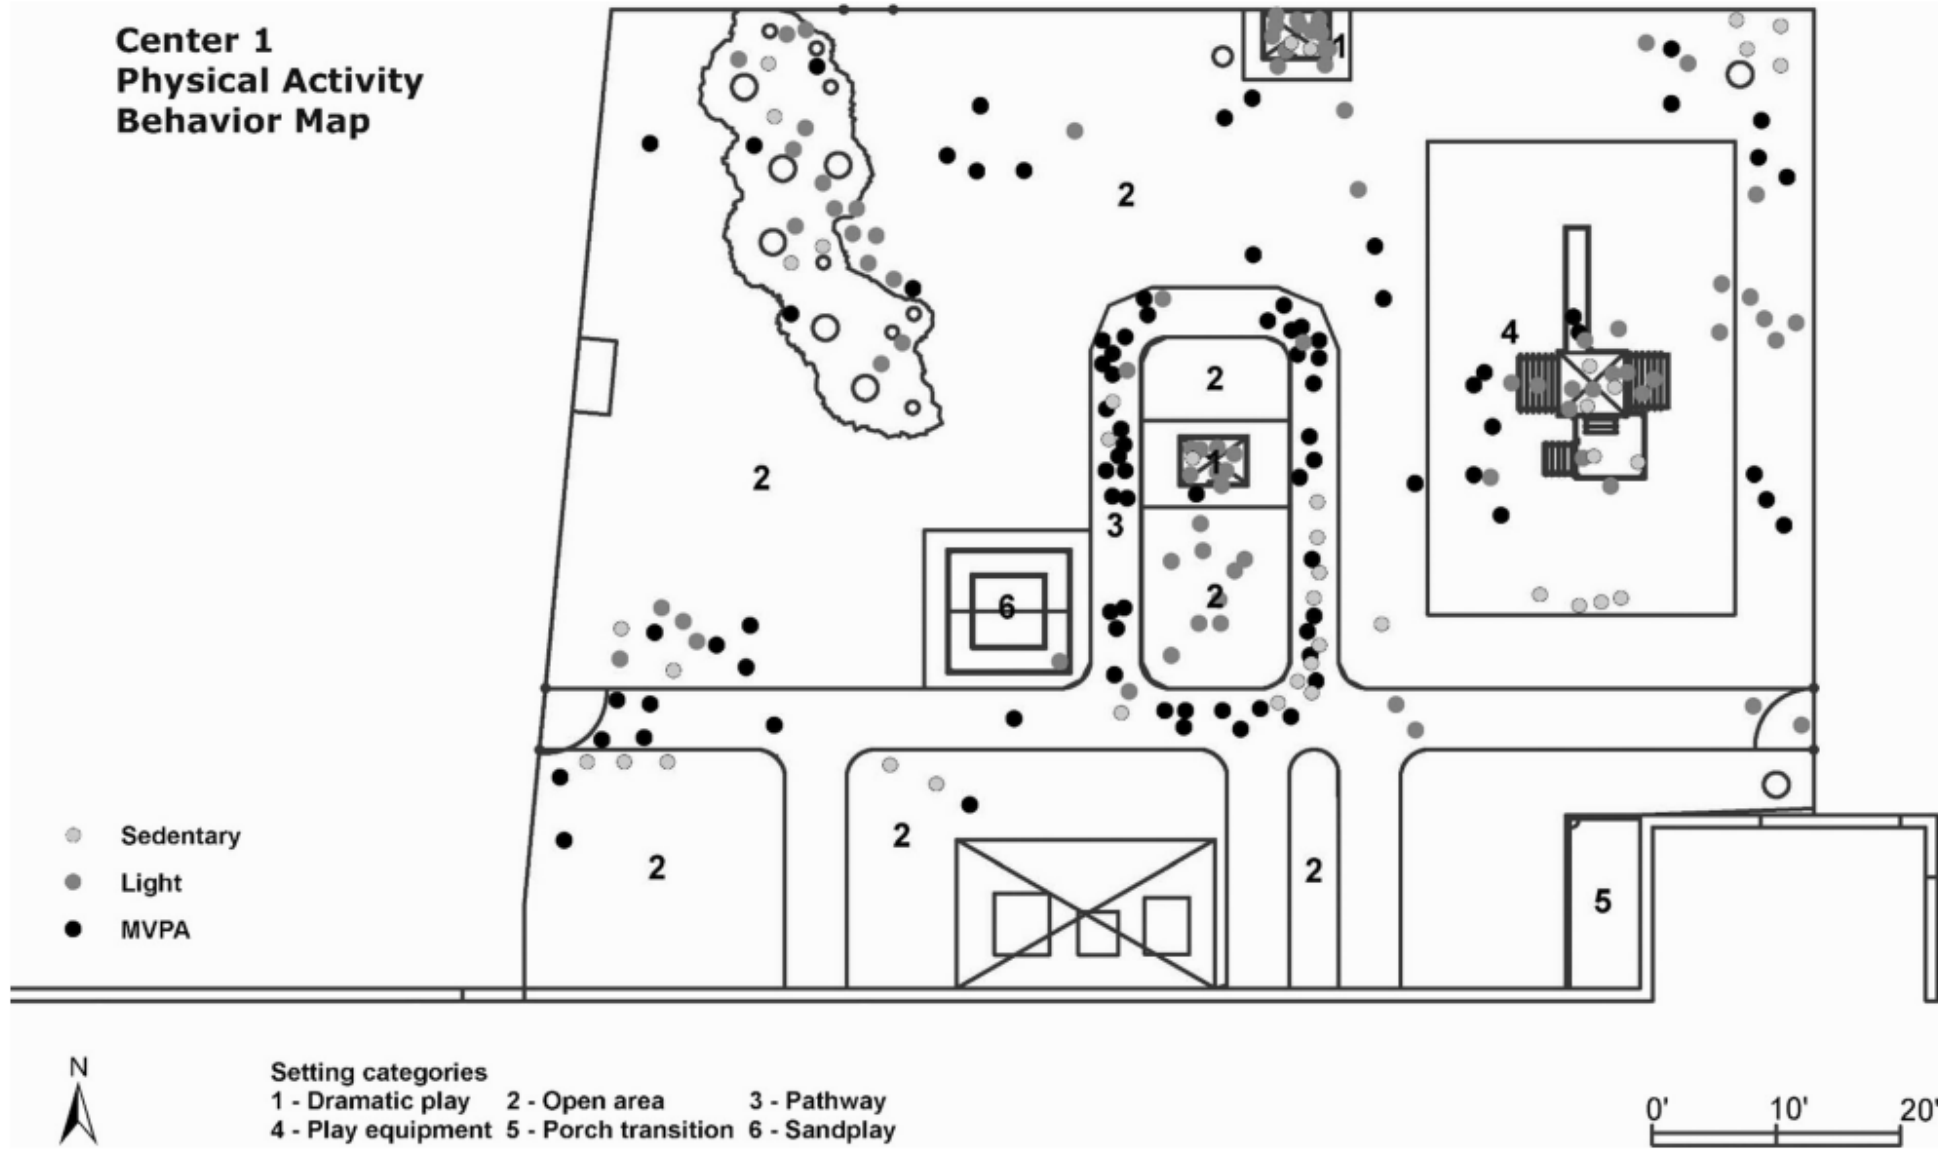 Center 1
Physical Activity
Behavior Map
1
2
4
2
1
2
3
2
6
2
2
2
5
Sedentary
Light
MVPA
N
Setting categories
1 - Dramatic play 2 - Open area 3 - Pathway
4 - Play equipment 5 - Porch transition 6 - Sandplay
0' 10' 20'